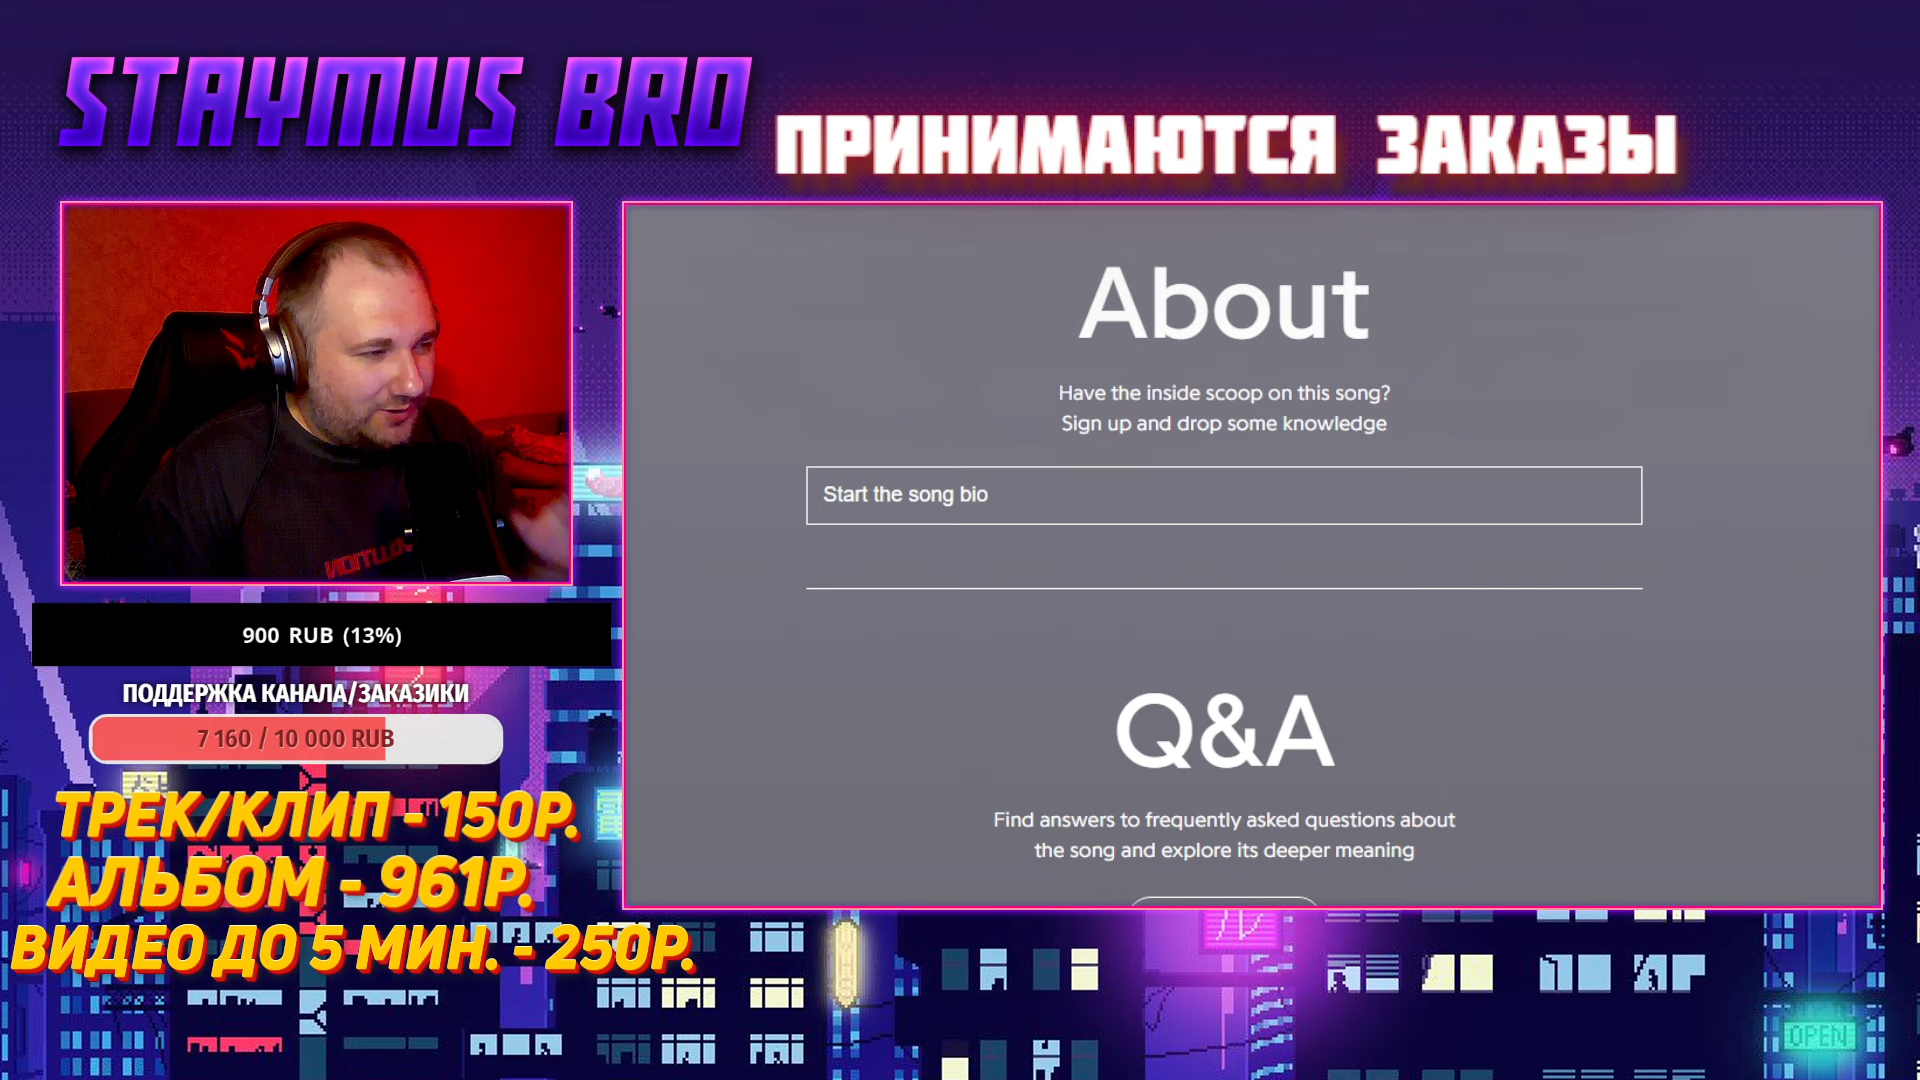 STAYMUS BRO
ПРИНИМАЮТСЯ ЗАКАЗЫ
About
Have the inside scoop on this song?
Sign up and drop some knowledge
Start the song bio
Q&A
Find answers to frequently asked questions about
the song and explore its deeper meaning
900 RUB (13%)
ПОДДЕРЖКА КАНАЛА/ЗАКАЗИКИ
7 160 / 10 000 RUB
ТРЕК/КЛИП - 150Р.
АЛЬБОМ - 961Р.
ВИДЕО ДО 5 МИН. - 250Р.
OPEN